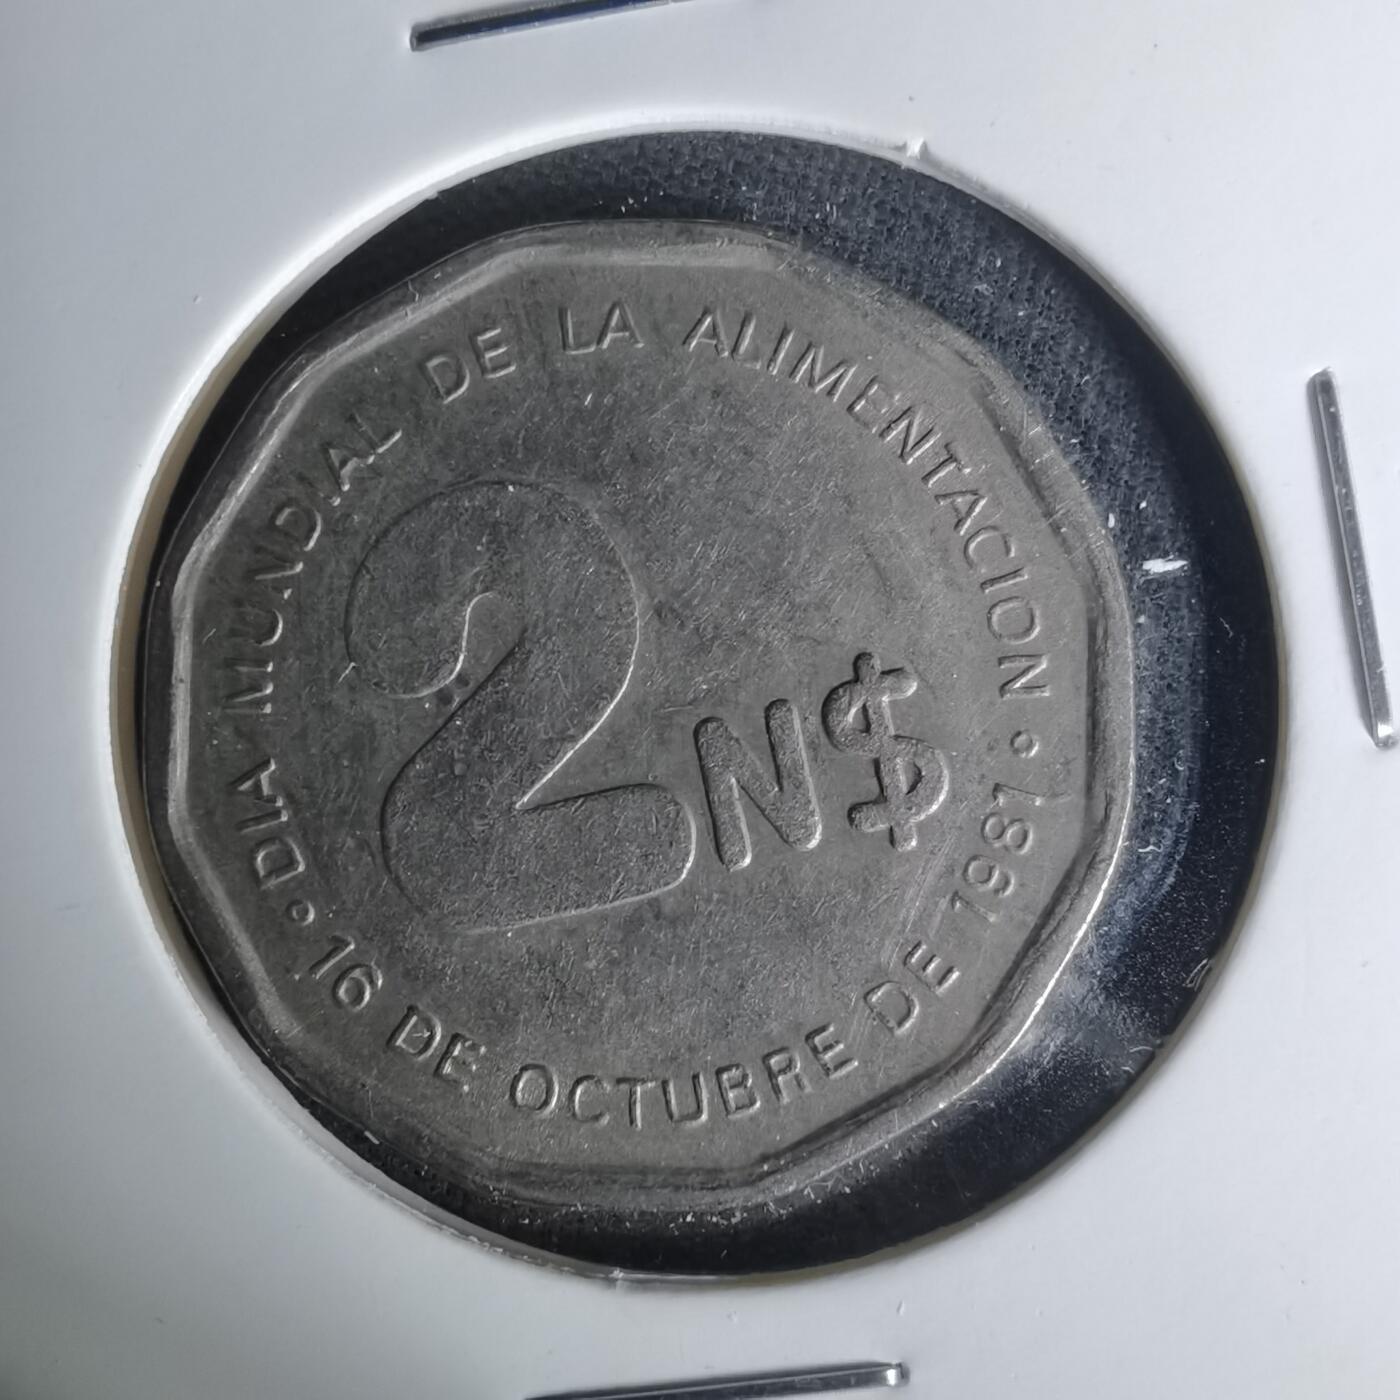 DIA MUNDIAL DE LA ALIMENTACION
2 N$
16 DE OCTUBRE DE 1981